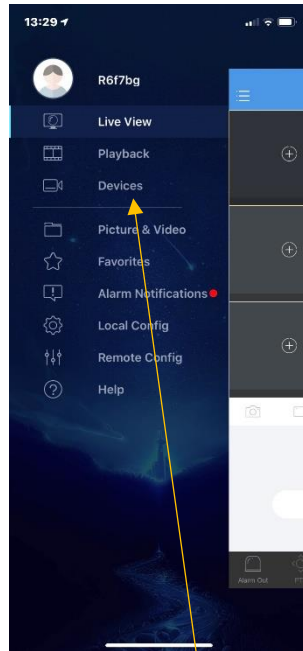 13:29
R6f7bg
Live View
Playback
Devices
Picture & Video
Favorites
Alarm Notifications
Local Config
Remote Config
Help
Alarm Out
PT